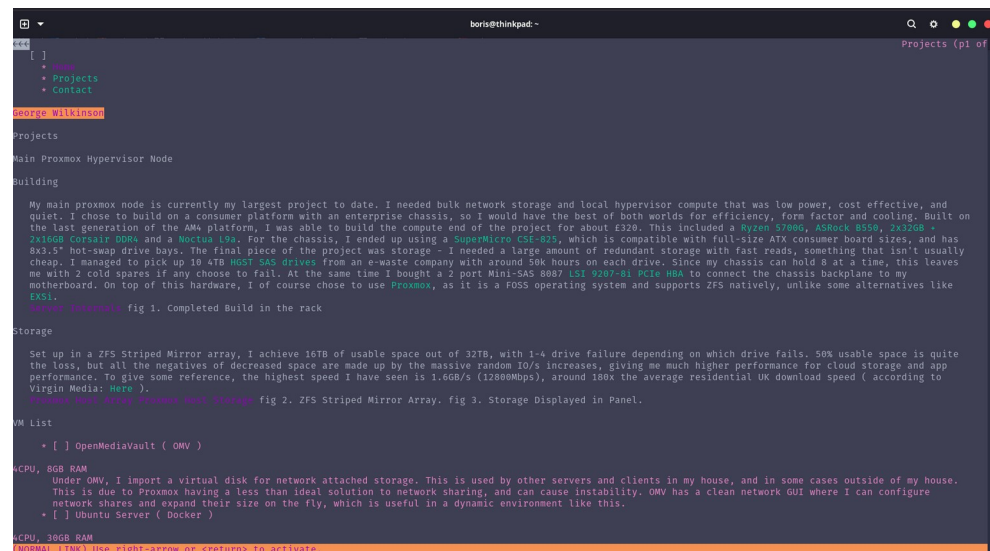 boris@thinkpad: ~
<<<
Projects (p1 of
[ ]
* Projects
* Contact
George Wilkinson
Projects
Main Proxmox Hypervisor Node
Building
My main proxmox node is currently my largest project to date. I needed bulk network storage and local hypervisor compute that was low power, cost effective, and
quiet. I chose to build on a consumer platform with an enterprise chassis, so I would have the best of both worlds for efficiency, form factor and cooling. Built on
the last generation of the AM4 platform, I was able to build the compute end of the project for about £320. This included a Ryzen 5700G, ASRock B550, 2x32GB +
2x16GB Corsair DDR4 and a Noctua L9a. For the chassis, I ended up using a SuperMicro CSE-825, which is compatible with full-size ATX consumer board sizes, and has
8x3.5" hot-swap drive bays. The final piece of the project was storage - I needed a large amount of redundant storage with fast reads, something that isn't usually
cheap. I managed to pick up 10 4TB HGST SAS drives from an e-waste company with around 50k hours on each drive. Since my chassis can hold 8 at a time, this leaves
me with 2 cold spares if any choose to fail. At the same time I bought a 2 port Mini-SAS 8087 LSI 9207-8i PCIe HBA to connect the chassis backplane to my
motherboard. On top of this hardware, I of course chose to use Proxmox, as it is a FOSS operating system and supports ZFS natively, unlike some alternatives like
EXSi.
fig 1. Completed Build in the rack
Storage
Set up in a ZFS Striped Mirror array, I achieve 16TB of usable space out of 32TB, with 1-4 drive failure depending on which drive fails. 50% usable space is quite
the loss, but all the negatives of decreased space are made up by the massive random IO/s increases, giving me much higher performance for cloud storage and app
performance. To give some reference, the highest speed I have seen is 1.6GB/s (12800Mbps), around 180x the average residential UK download speed ( according to
Virgin Media: Here ).
fig 2. ZFS Striped Mirror Array. fig 3. Storage Displayed in Panel.
VM List
* [ ] OpenMediaVault ( OMV )
4CPU, 8GB RAM
Under OMV, I import a virtual disk for network attached storage. This is used by other servers and clients in my house, and in some cases outside of my house.
This is due to Proxmox having a less than ideal solution to network sharing, and can cause instability. OMV has a clean network GUI where I can configure
network shares and expand their size on the fly, which is useful in a dynamic environment like this.
* [ ] Ubuntu Server ( Docker )
4CPU, 30GB RAM
(NORMAL LINK) Use right-arrow or <return> to activate.